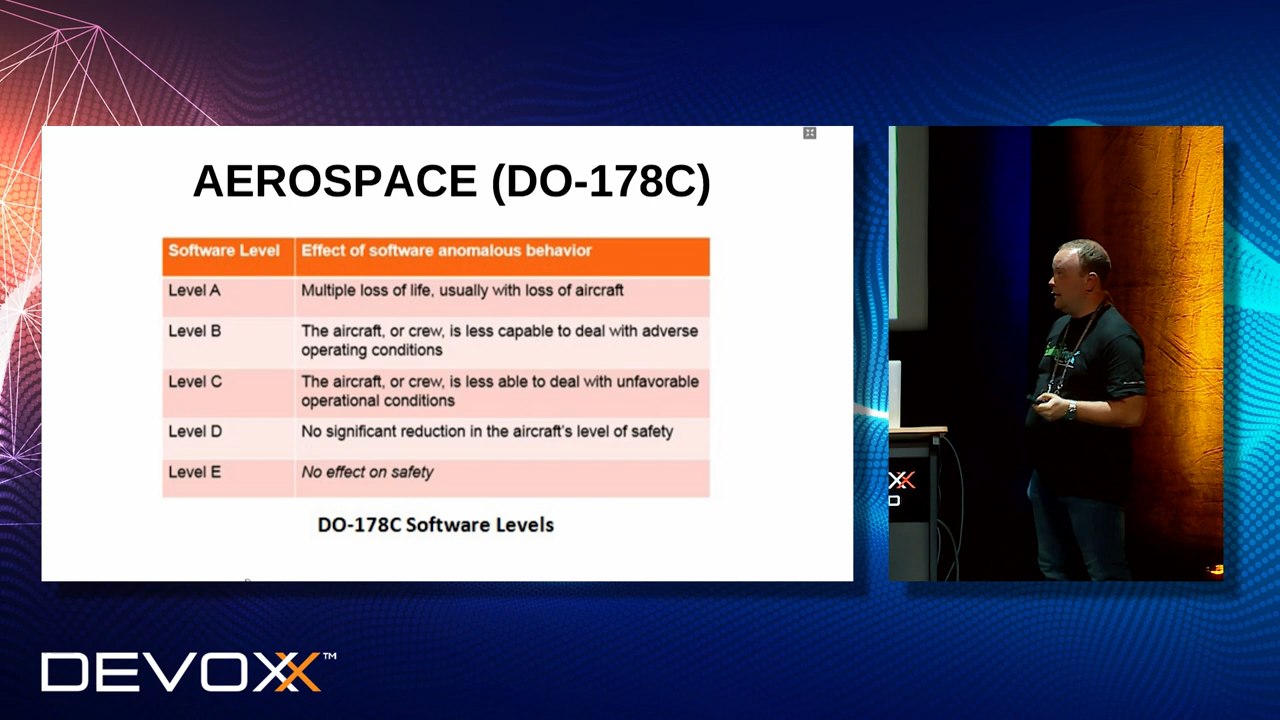 AEROSPACE (DO-178C)
Software Level
Effect of software anomalous behavior
Level A
Multiple loss of life, usually with loss of aircraft
Level B
The aircraft, or crew, is less capable to deal with adverse
operating conditions
Level C
The aircraft, or crew, is less able to deal with unfavorable
operational conditions
Level D
No significant reduction in the aircraft's level of safety
Level E
No effect on safety
DO-178C Software Levels
DEVOXX™